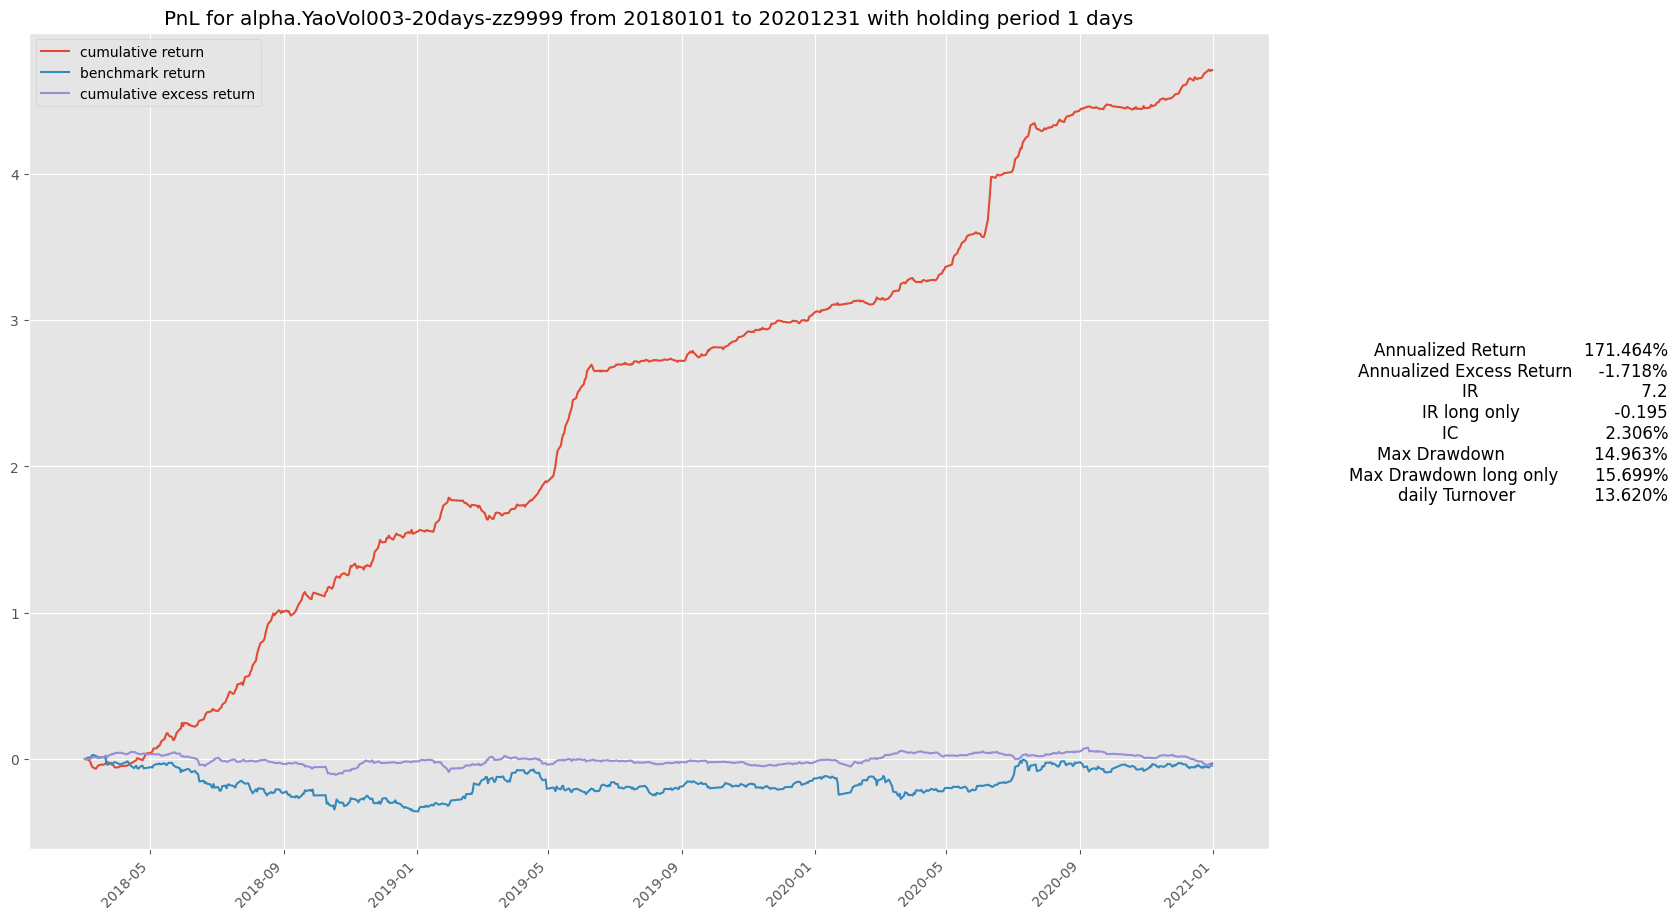 PnL for alpha.YaoVol003-20days-zz9999 from 20180101 to 20201231 with holding period 1 days
cumulative return
benchmark return
cumulative excess return
4
3
2
1
0
2018-05
2018-09
2019-01
2019-05
2019-09
2020-01
2020-05
2020-09
2021-01
Annualized Return 171.464%
Annualized Excess Return -1.718%
IR 7.2
IR long only -0.195
IC 2.306%
Max Drawdown 14.963%
Max Drawdown long only 15.699%
daily Turnover 13.620%